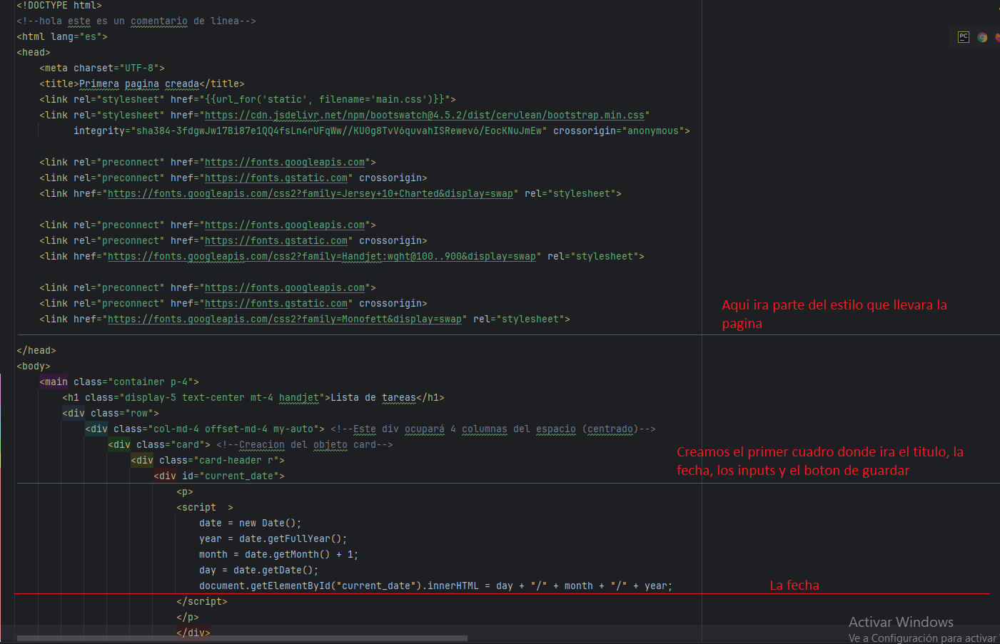 <!DOCTYPE html>
<!--hola este es un comentario de linea-->
<html lang="es">
<head>
    <meta charset="UTF-8">
    <title>Primera pagina creada</title>
    <link rel="stylesheet" href="{{url_for('static', filename='main.css')}}">
    <link rel="stylesheet" href="https://cdn.jsdelivr.net/npm/bootswatch@4.5.2/dist/cerulean/bootstrap.min.css"
          integrity="sha384-3fdgwJw17Bi87e1QQ4fsLn4rUFqWw//KU0g8TvV6quvahISRewev6/EocKNuJmEw" crossorigin="anonymous">
    <link rel="preconnect" href="https://fonts.googleapis.com">
    <link rel="preconnect" href="https://fonts.gstatic.com" crossorigin>
    <link href="https://fonts.googleapis.com/css2?family=Jersey+10+Charted&display=swap" rel="stylesheet">
    <link rel="preconnect" href="https://fonts.googleapis.com">
    <link rel="preconnect" href="https://fonts.gstatic.com" crossorigin>
    <link href="https://fonts.googleapis.com/css2?family=Handjet:wght@100..900&display=swap" rel="stylesheet">
    <link rel="preconnect" href="https://fonts.googleapis.com">
    <link rel="preconnect" href="https://fonts.gstatic.com" crossorigin>
    <link href="https://fonts.googleapis.com/css2?family=Monofett&display=swap" rel="stylesheet">
Aqui ira parte del estilo que llevara la
pagina
</head>
<body>
    <main class="container p-4">
        <h1 class="display-5 text-center mt-4 handjet">Lista de tareas</h1>
        <div class="row">
            <div class="col-md-4 offset-md-4 my-auto"> <!--Este div ocupará 4 columnas del espacio (centrado)-->
                <div class="card"> <!--Creacion del objeto card-->
                    <div class="card-header r">
                        <div id="current_date">
Creamos el primer cuadro donde ira el titulo, la
fecha, los inputs y el boton de guardar
                            <p>
                            <script  >
                                date = new Date();
                                year = date.getFullYear();
                                month = date.getMonth() + 1;
                                day = date.getDate();
                                document.getElementById("current_date").innerHTML = day + "/" + month + "/" + year;
La fecha
                            </script>
                            </p>
                            </div>
PC
Activar Windows
Ve a Configuración para activar